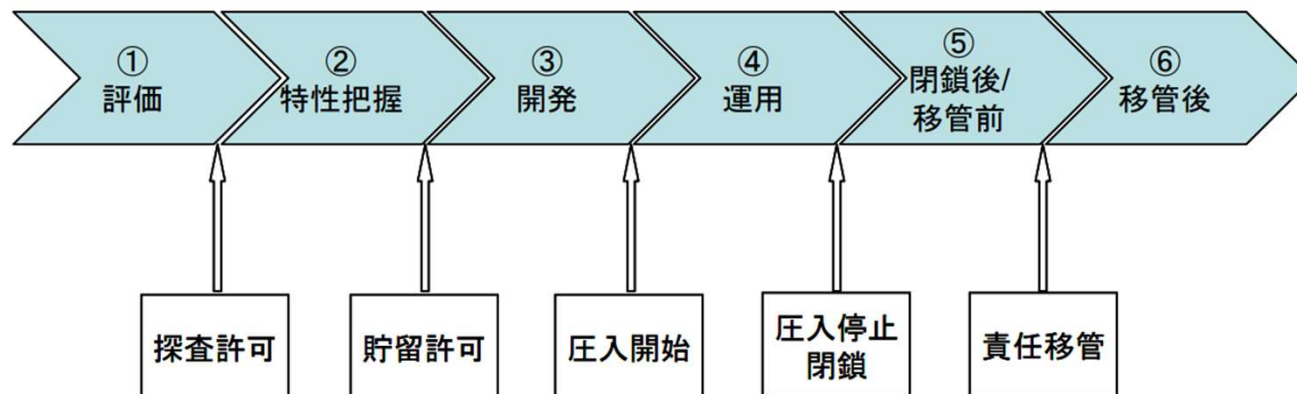 ①
評価
②
特性把握
③
開発
④
運用
⑤
閉鎖後/
移管前
⑥
移管後
探査許可
貯留許可
圧入開始
圧入停止
閉鎖
責任移管